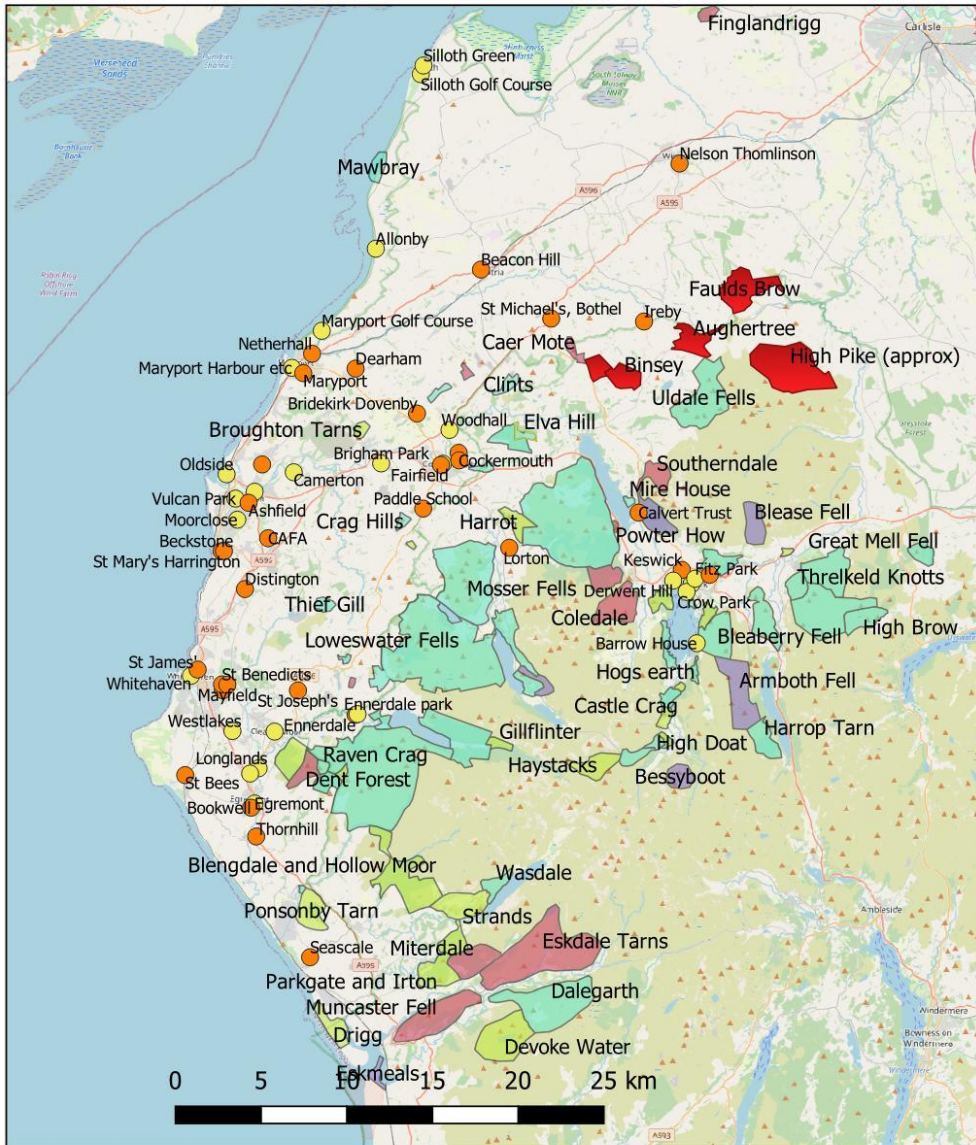 Finglandrigg
Carlisle
Silloth Green
Silloth Golf Course
Mawbray
Nelson Thomlinson
A596
A595
Allonby
Beacon Hill
Faulds Brow
St Michael's, Bothel
Ireby
Maryport Golf Course
Aughertree
Netherhall
Caer Mote
Maryport Harbour etc
Dearham
Binsey
High Pike (approx)
Maryport
Clints
Bridekirk Dovenby
Uldale Fells
Woodhall
Elva Hill
Broughton Tarns
Brigham Park
Cockermouth
Oldside
Camerton
Fairfield
Southerndale
Mire House
Vulcan Park
Ashfield
Paddle School
Calvert Trust
Blease Fell
Moorclose
Crag Hills
Harrot
Powter How
Beckstone
CAFA
Great Mell Fell
St Mary's Harrington
Lorton
Keswick
Fitz Park
Distington
Mosser Fells
Derwent Hill
Threlkeld Knotts
Thief Gill
Coledale
Crow Park
High Brow
A595
Loweswater Fells
Barrow House
Bleaberry Fell
St James'
St Benedicts
Hogs earth
Whitehaven
Mayfield
St Joseph's
Ennerdale park
Armboth Fell
Castle Crag
Westlakes
Ennerdale
Gillflinter
High Doat
Harrop Tarn
Longlands
Raven Crag
Haystacks
St Bees
Dent Forest
Bessyboot
Bookwell
Egremont
Thornhill
Blengdale and Hollow Moor
Wasdale
Ambleside
Ponsonby Tarn
Strands
Seascale
Miterdale
Eskdale Tarns
A595
Parkgate and Irton
Dalegarth
Muncaster Fell
Windermere
Drigg
Devoke Water
Bowness-on-Windermere
Eskmeals
0 5 10 15 20 25 km
A593